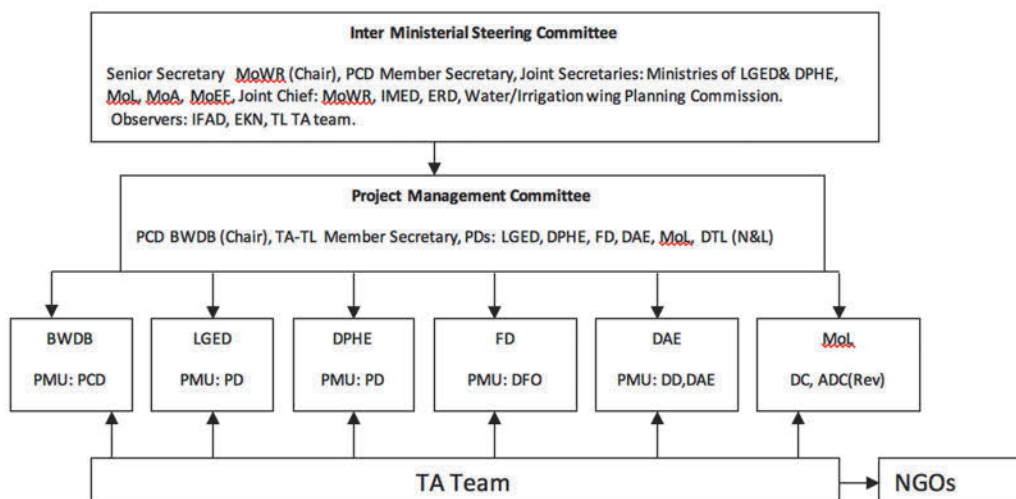 Inter Ministerial Steering Committee
Senior Secretary MoWR (Chair), PCD Member Secretary, Joint Secretaries: Ministries of LGED& DPHE,
MoL, MoA, MoEF, Joint Chief: MoWR, IMED, ERD, Water/Irrigation wing Planning Commission.
Observers: IFAD, EKN, TL TA team.
Project Management Committee
PCD BWDB (Chair), TA-TL Member Secretary, PDs: LGED, DPHE, FD, DAE, MoL, DTL (N&L)
BWDB
PMU: PCD
LGED
PMU: PD
DPHE
PMU: PD
FD
PMU: DFO
DAE
PMU: DD,DAE
MoL
DC, ADC(Rev)
TA Team
NGOs